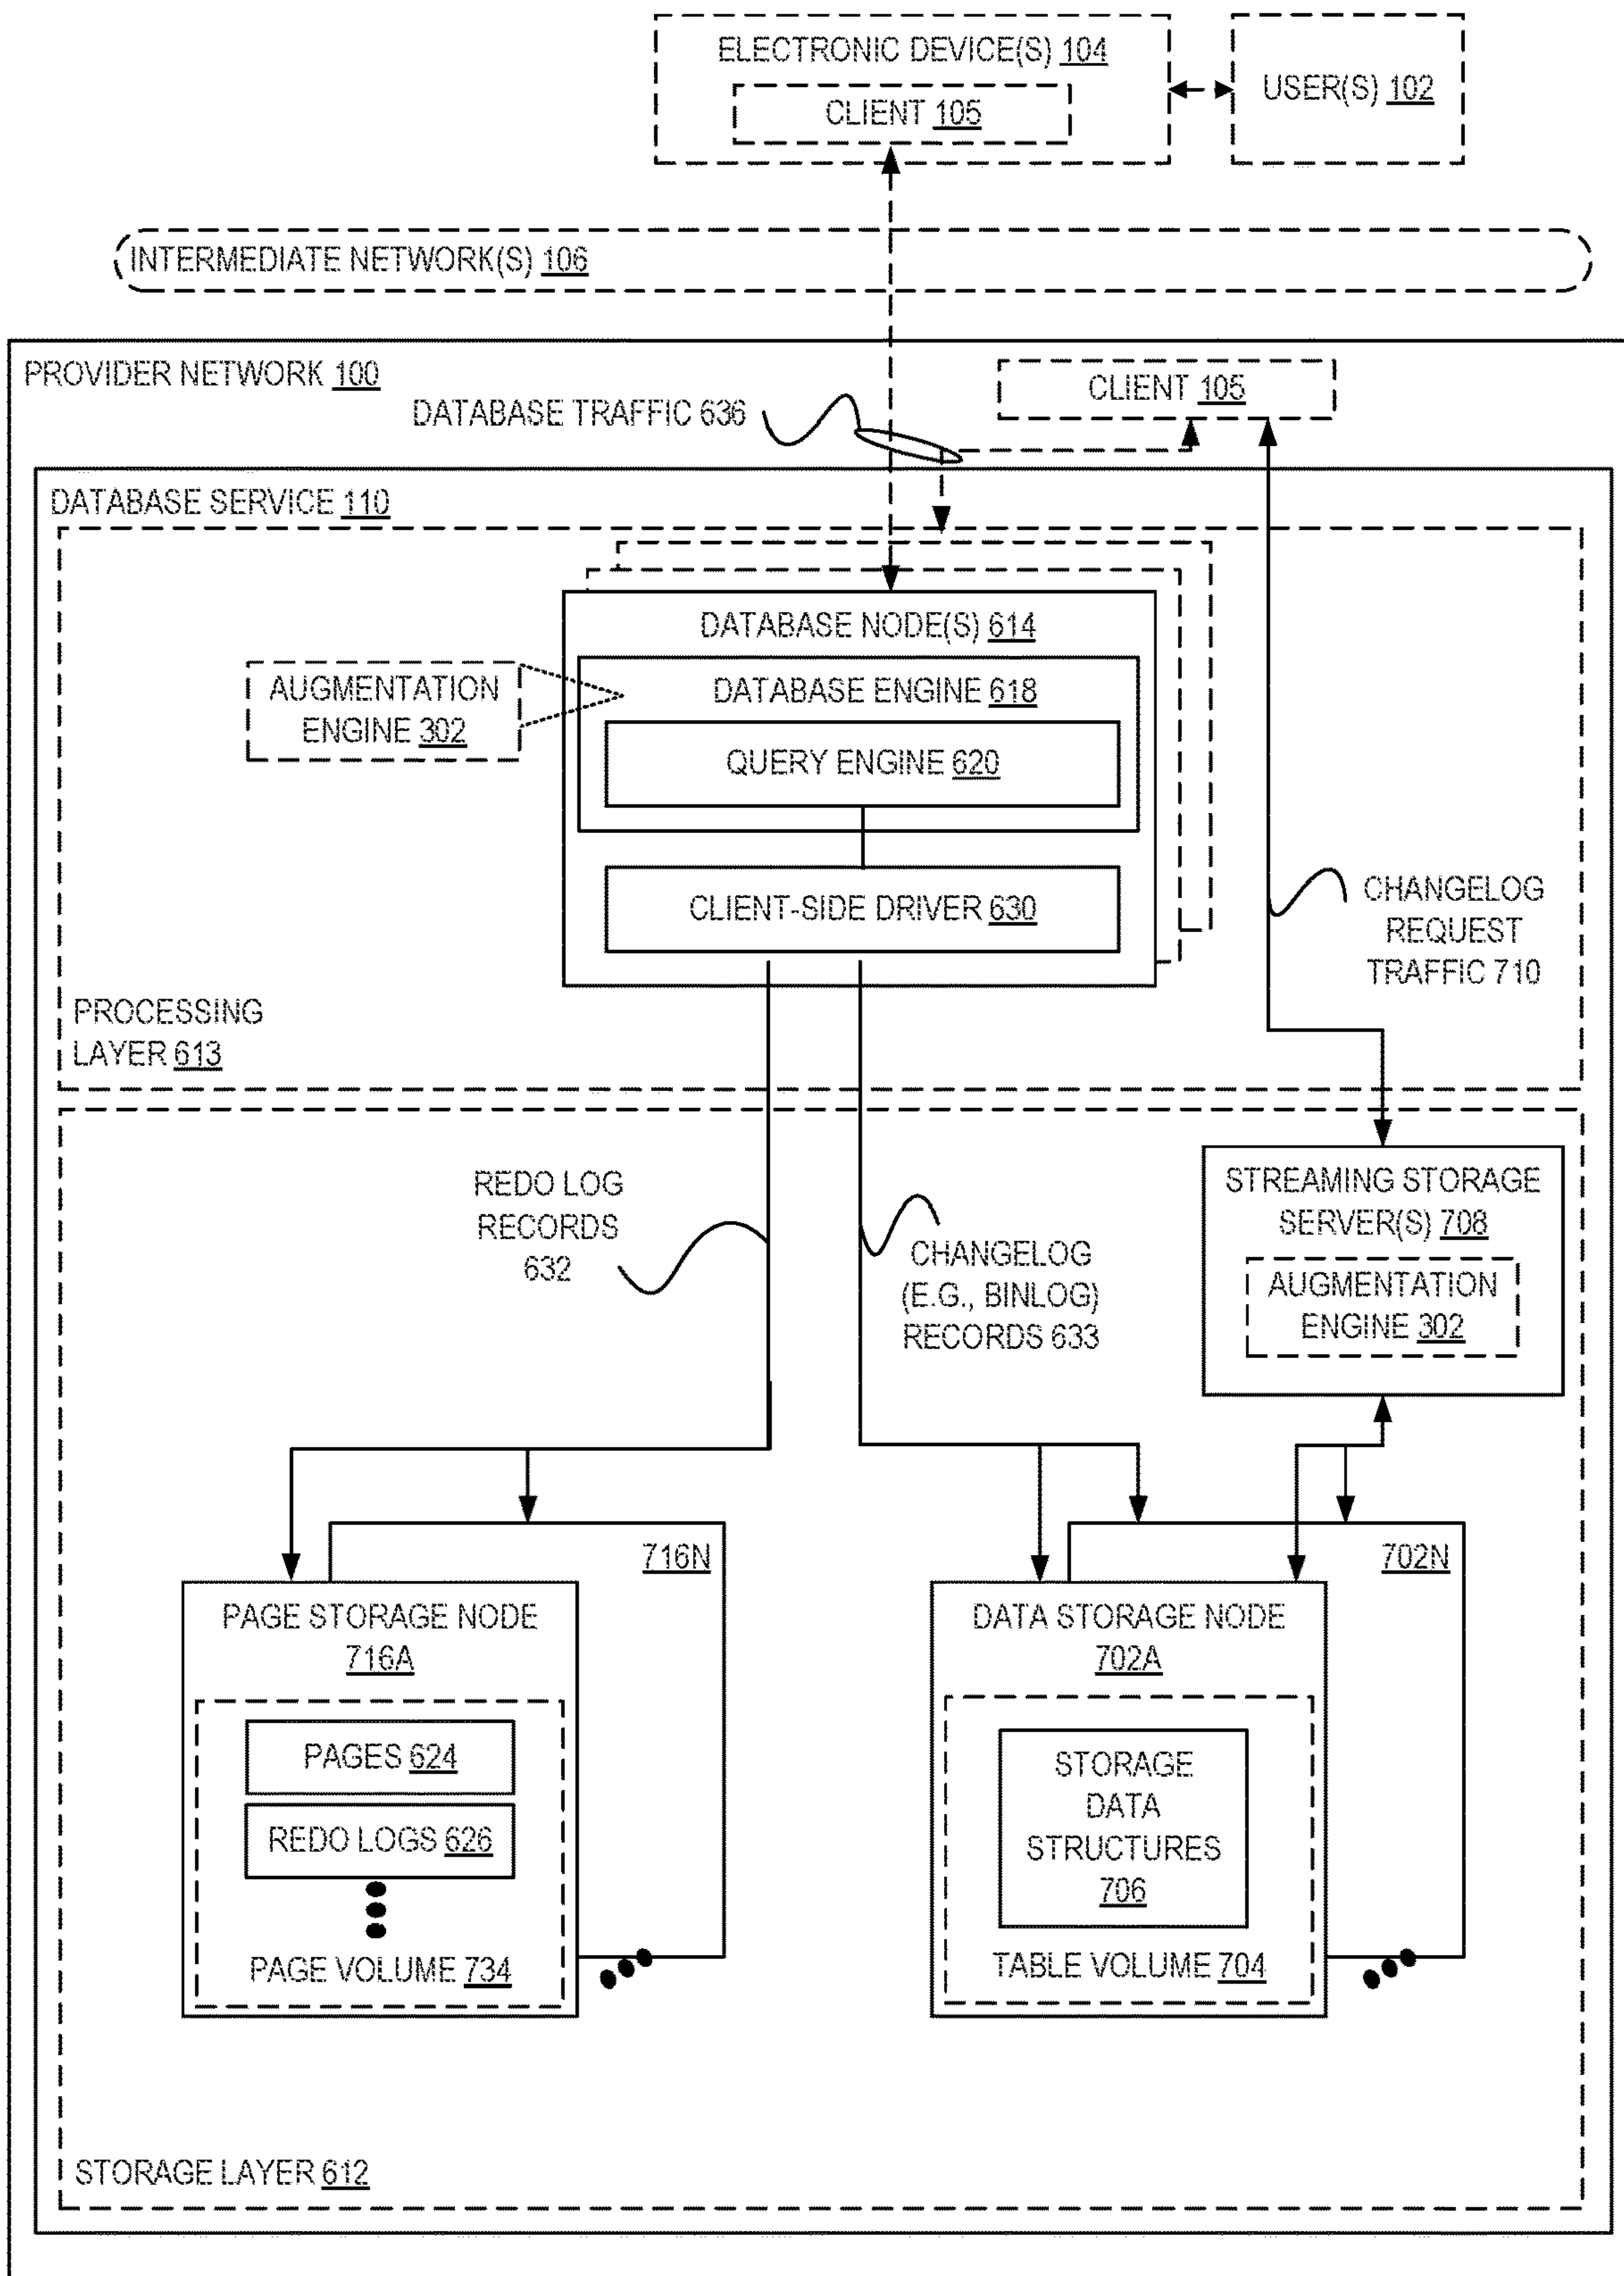 ELECTRONIC DEVICE(S) 104
CLIENT 105
USER(S) 102
INTERMEDIATE NETWORK(S) 106
PROVIDER NETWORK 100
CLIENT 105
DATABASE TRAFFIC 636
DATABASE SERVICE 110
DATABASE NODE(S) 614
AUGMENTATION
ENGINE 302
DATABASE ENGINE 618
QUERY ENGINE 620
CLIENT-SIDE DRIVER 630
CHANGELOG
REQUEST
TRAFFIC 710
PROCESSING
LAYER 613
REDO LOG
RECORDS
632
CHANGELOG
(E.G., BINLOG)
RECORDS 633
STREAMING STORAGE
SERVER(S) 708
AUGMENTATION
ENGINE 302
716N
702N
PAGE STORAGE NODE
716A
PAGES 624
REDO LOGS 626
PAGE VOLUME 734
DATA STORAGE NODE
702A
STORAGE
DATA
STRUCTURES
706
TABLE VOLUME 704
STORAGE LAYER 612